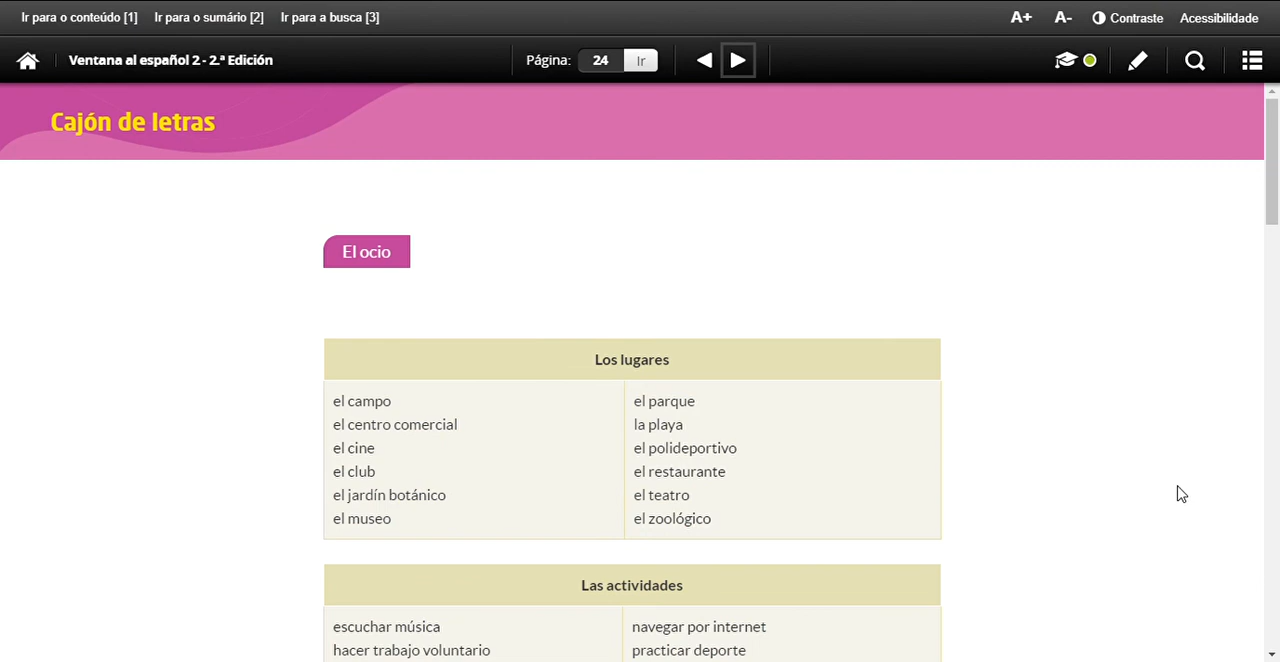 Ir para o conteúdo [1] Ir para o sumário [2] Ir para a busca [3] A+ A- Contraste Acessibilidade
Ventana al español 2 - 2.ª Edición Página: 24 Ir
Cajón de letras
El ocio
Los lugares
el campo
el centro comercial
el cine
el club
el jardín botánico
el museo
el parque
la playa
el polideportivo
el restaurante
el teatro
el zoológico
Las actividades
escuchar música
hacer trabajo voluntario
navegar por internet
practicar deporte